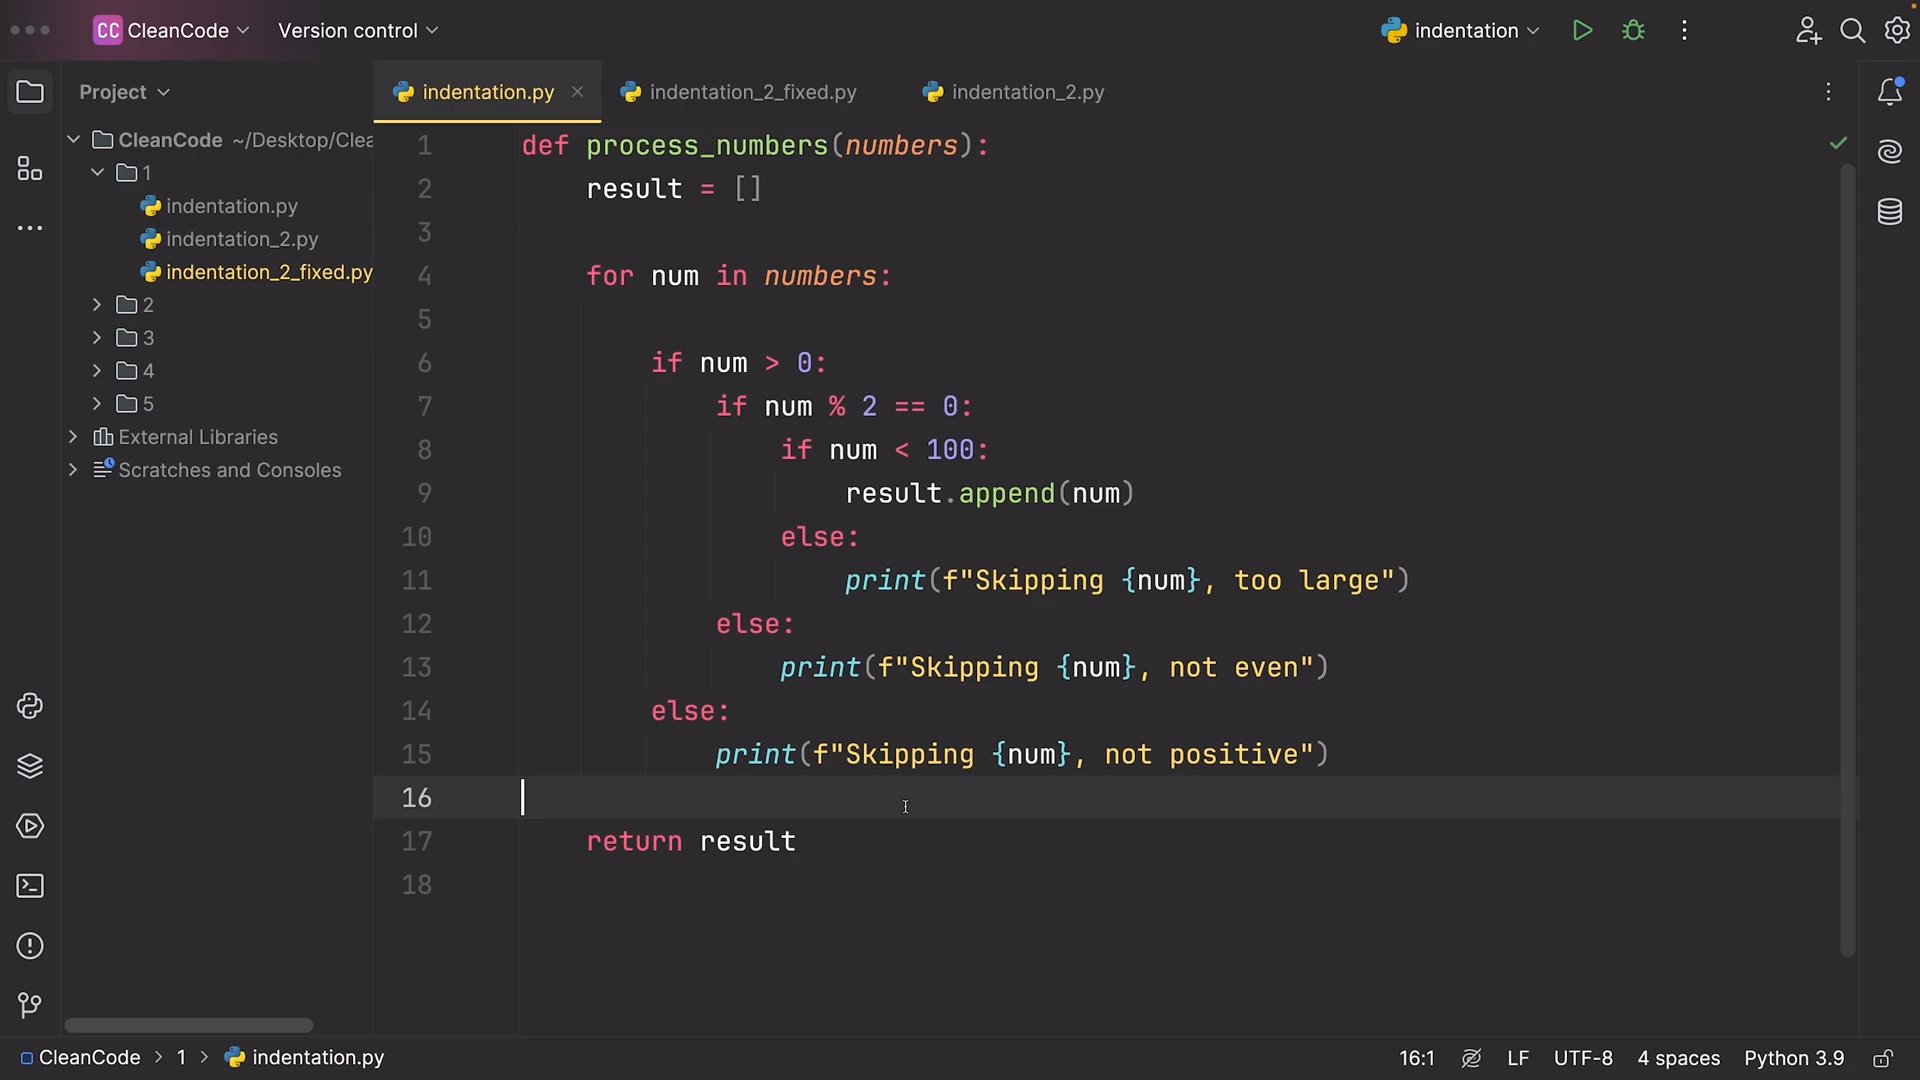 CC CleanCode Version control indentation
Project indentation.py indentation_2_fixed.py indentation_2.py
CleanCode ~/Desktop/Clea
1
indentation.py
indentation_2.py
indentation_2_fixed.py
2
3
4
5
External Libraries
Scratches and Consoles
1 def process_numbers(numbers):
2     result = []
3
4     for num in numbers:
5
6         if num > 0:
7             if num % 2 == 0:
8                 if num < 100:
9                     result.append(num)
10                 else:
11                     print(f"Skipping {num}, too large")
12             else:
13                 print(f"Skipping {num}, not even")
14         else:
15             print(f"Skipping {num}, not positive")
16
17     return result
18
CleanCode > 1 > indentation.py 16:1 LF UTF-8 4 spaces Python 3.9